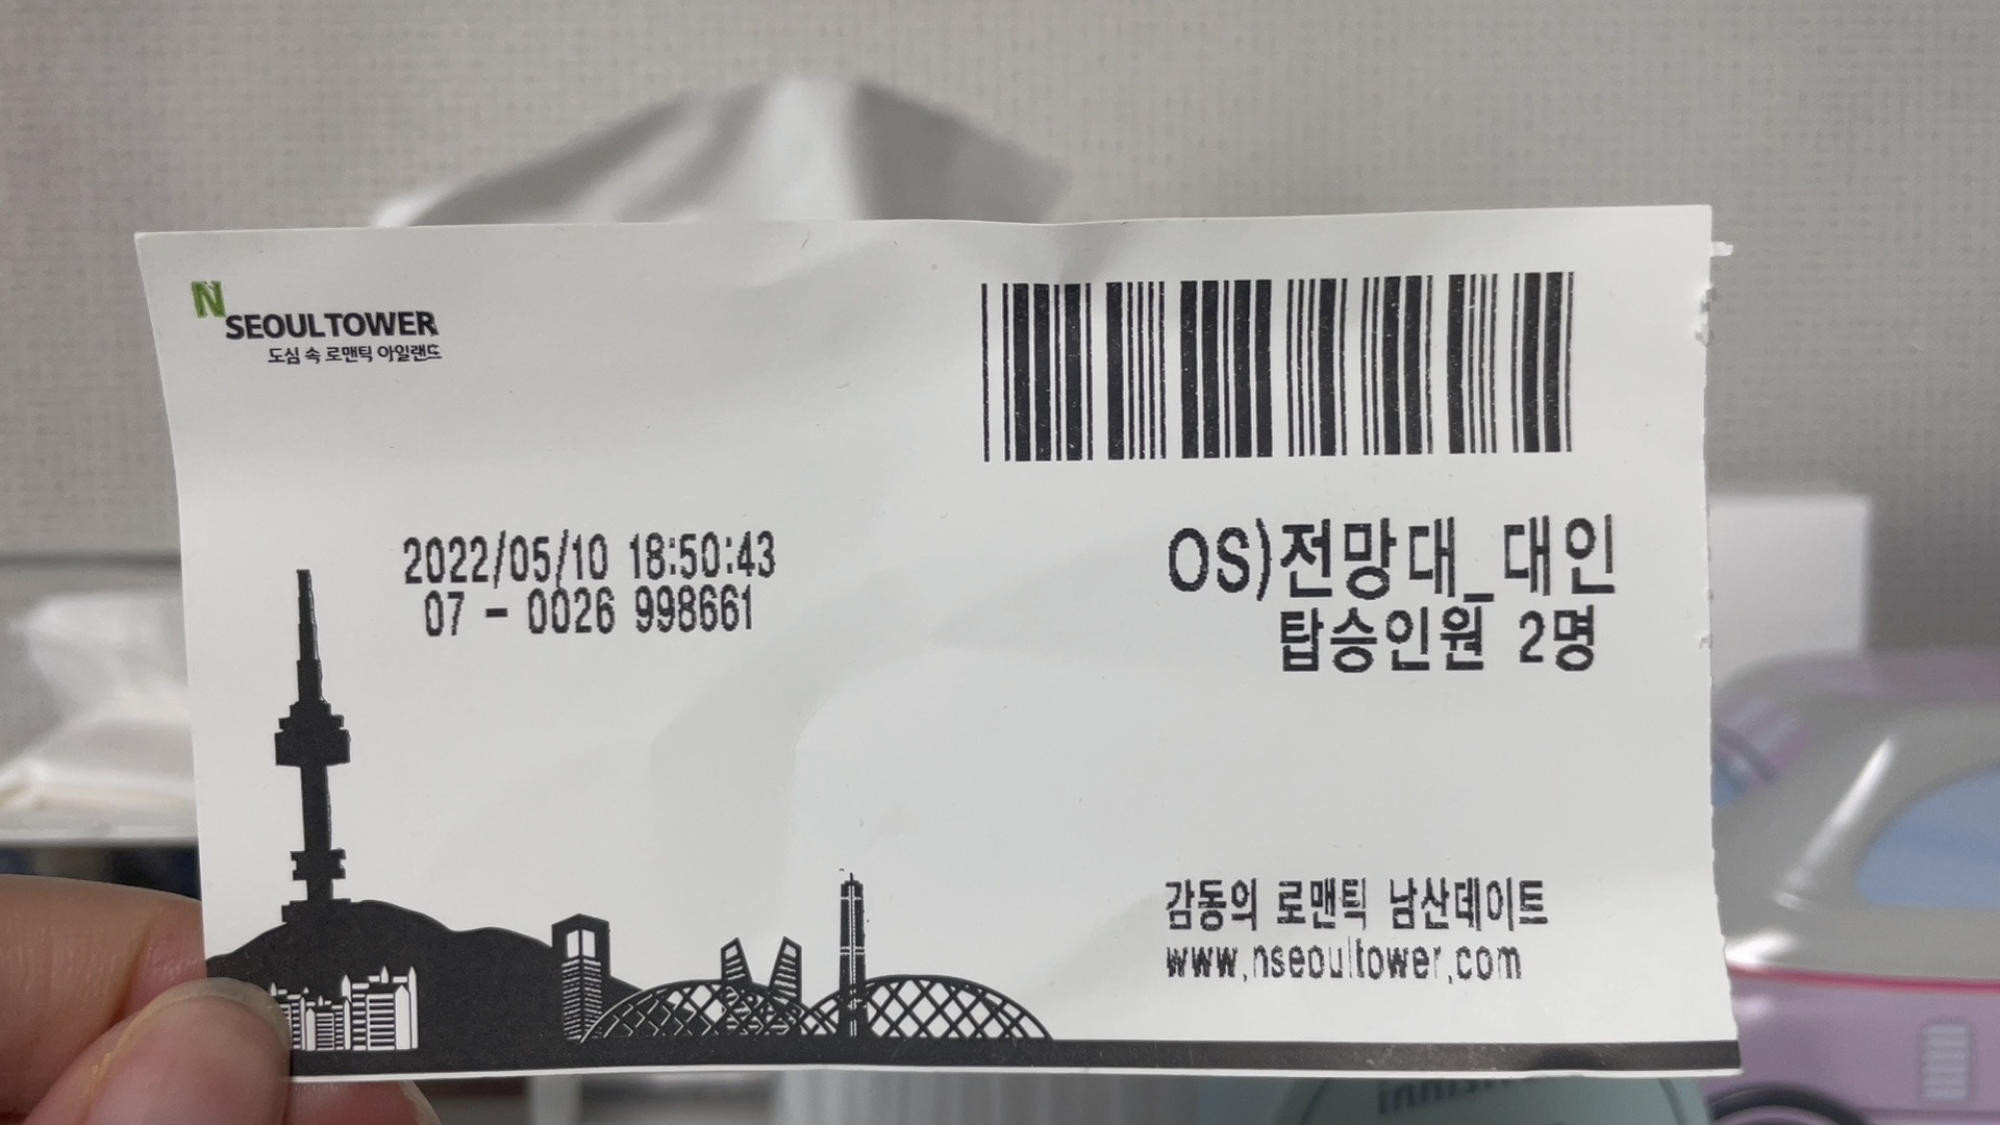 N
SEOUL TOWER
도심 속 로맨틱 아일랜드
2022/05/10 18:50:43
07 - 0026 998661
OS)전망대_대인
탑승인원 2명
감동의 로맨틱 남산데이트
www.nseoultower.com